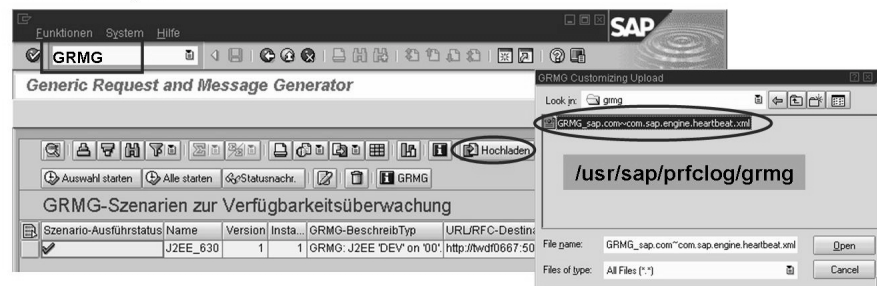 Funktionen System Hilfe
SAP
GRMG
Generic Request and Message Generator
Hochladen
Auswahl starten Alle starten Statusnachr. GRMG
GRMG-Szenarien zur Verfügbarkeitsüberwachung
Szenario-Ausführstatus Name Version Insta... GRMG-Beschreib Typ URL/RFC-Destina
J2EE_630 1 1 GRMG: J2EE 'DEV' on '00'. http://twdf0667:50
GRMG Customizing Upload
Look in: grmg
GRMG_sap.com~com.sap.engine.heartbeat.xml
/usr/sap/prfclog/grmg
File name: GRMG_sap.com~com.sap.engine.heartbeat.xml Open
Files of type: All Files (*.*) Cancel